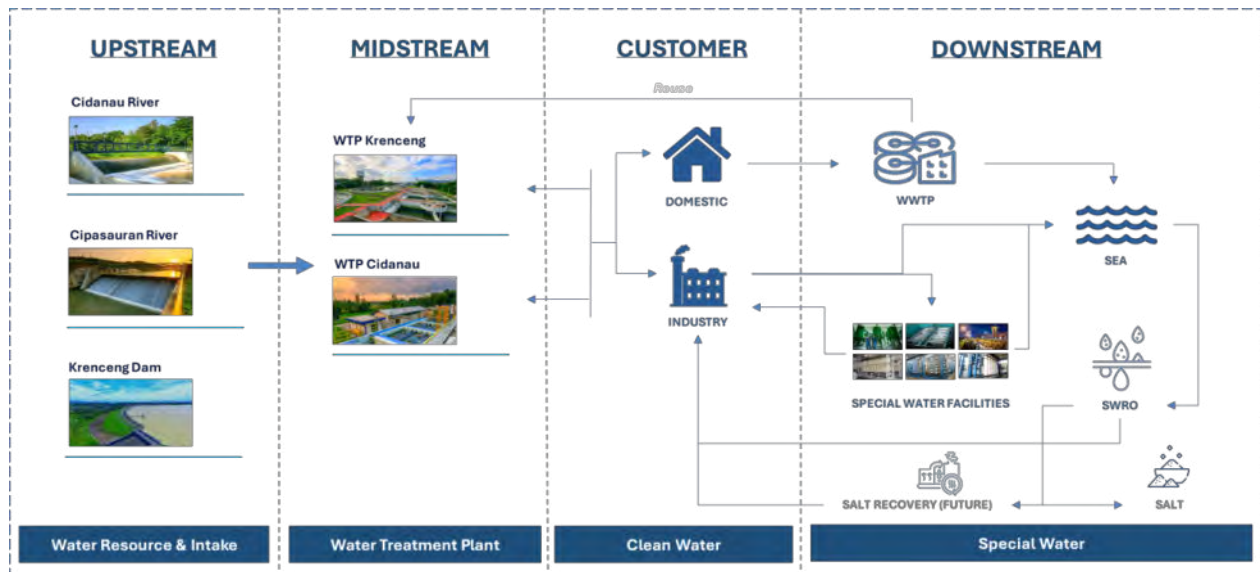 UPSTREAM
MIDSTREAM
CUSTOMER
DOWNSTREAM
Cidanau River
Cipasauran River
Krenceng Dam
WTP Krenceng
WTP Cidanau
Reuse
DOMESTIC
INDUSTRY
WWTP
SEA
SPECIAL WATER FACILITIES
SWRO
SALT RECOVERY (FUTURE)
SALT
Water Resource & Intake
Water Treatment Plant
Clean Water
Special Water